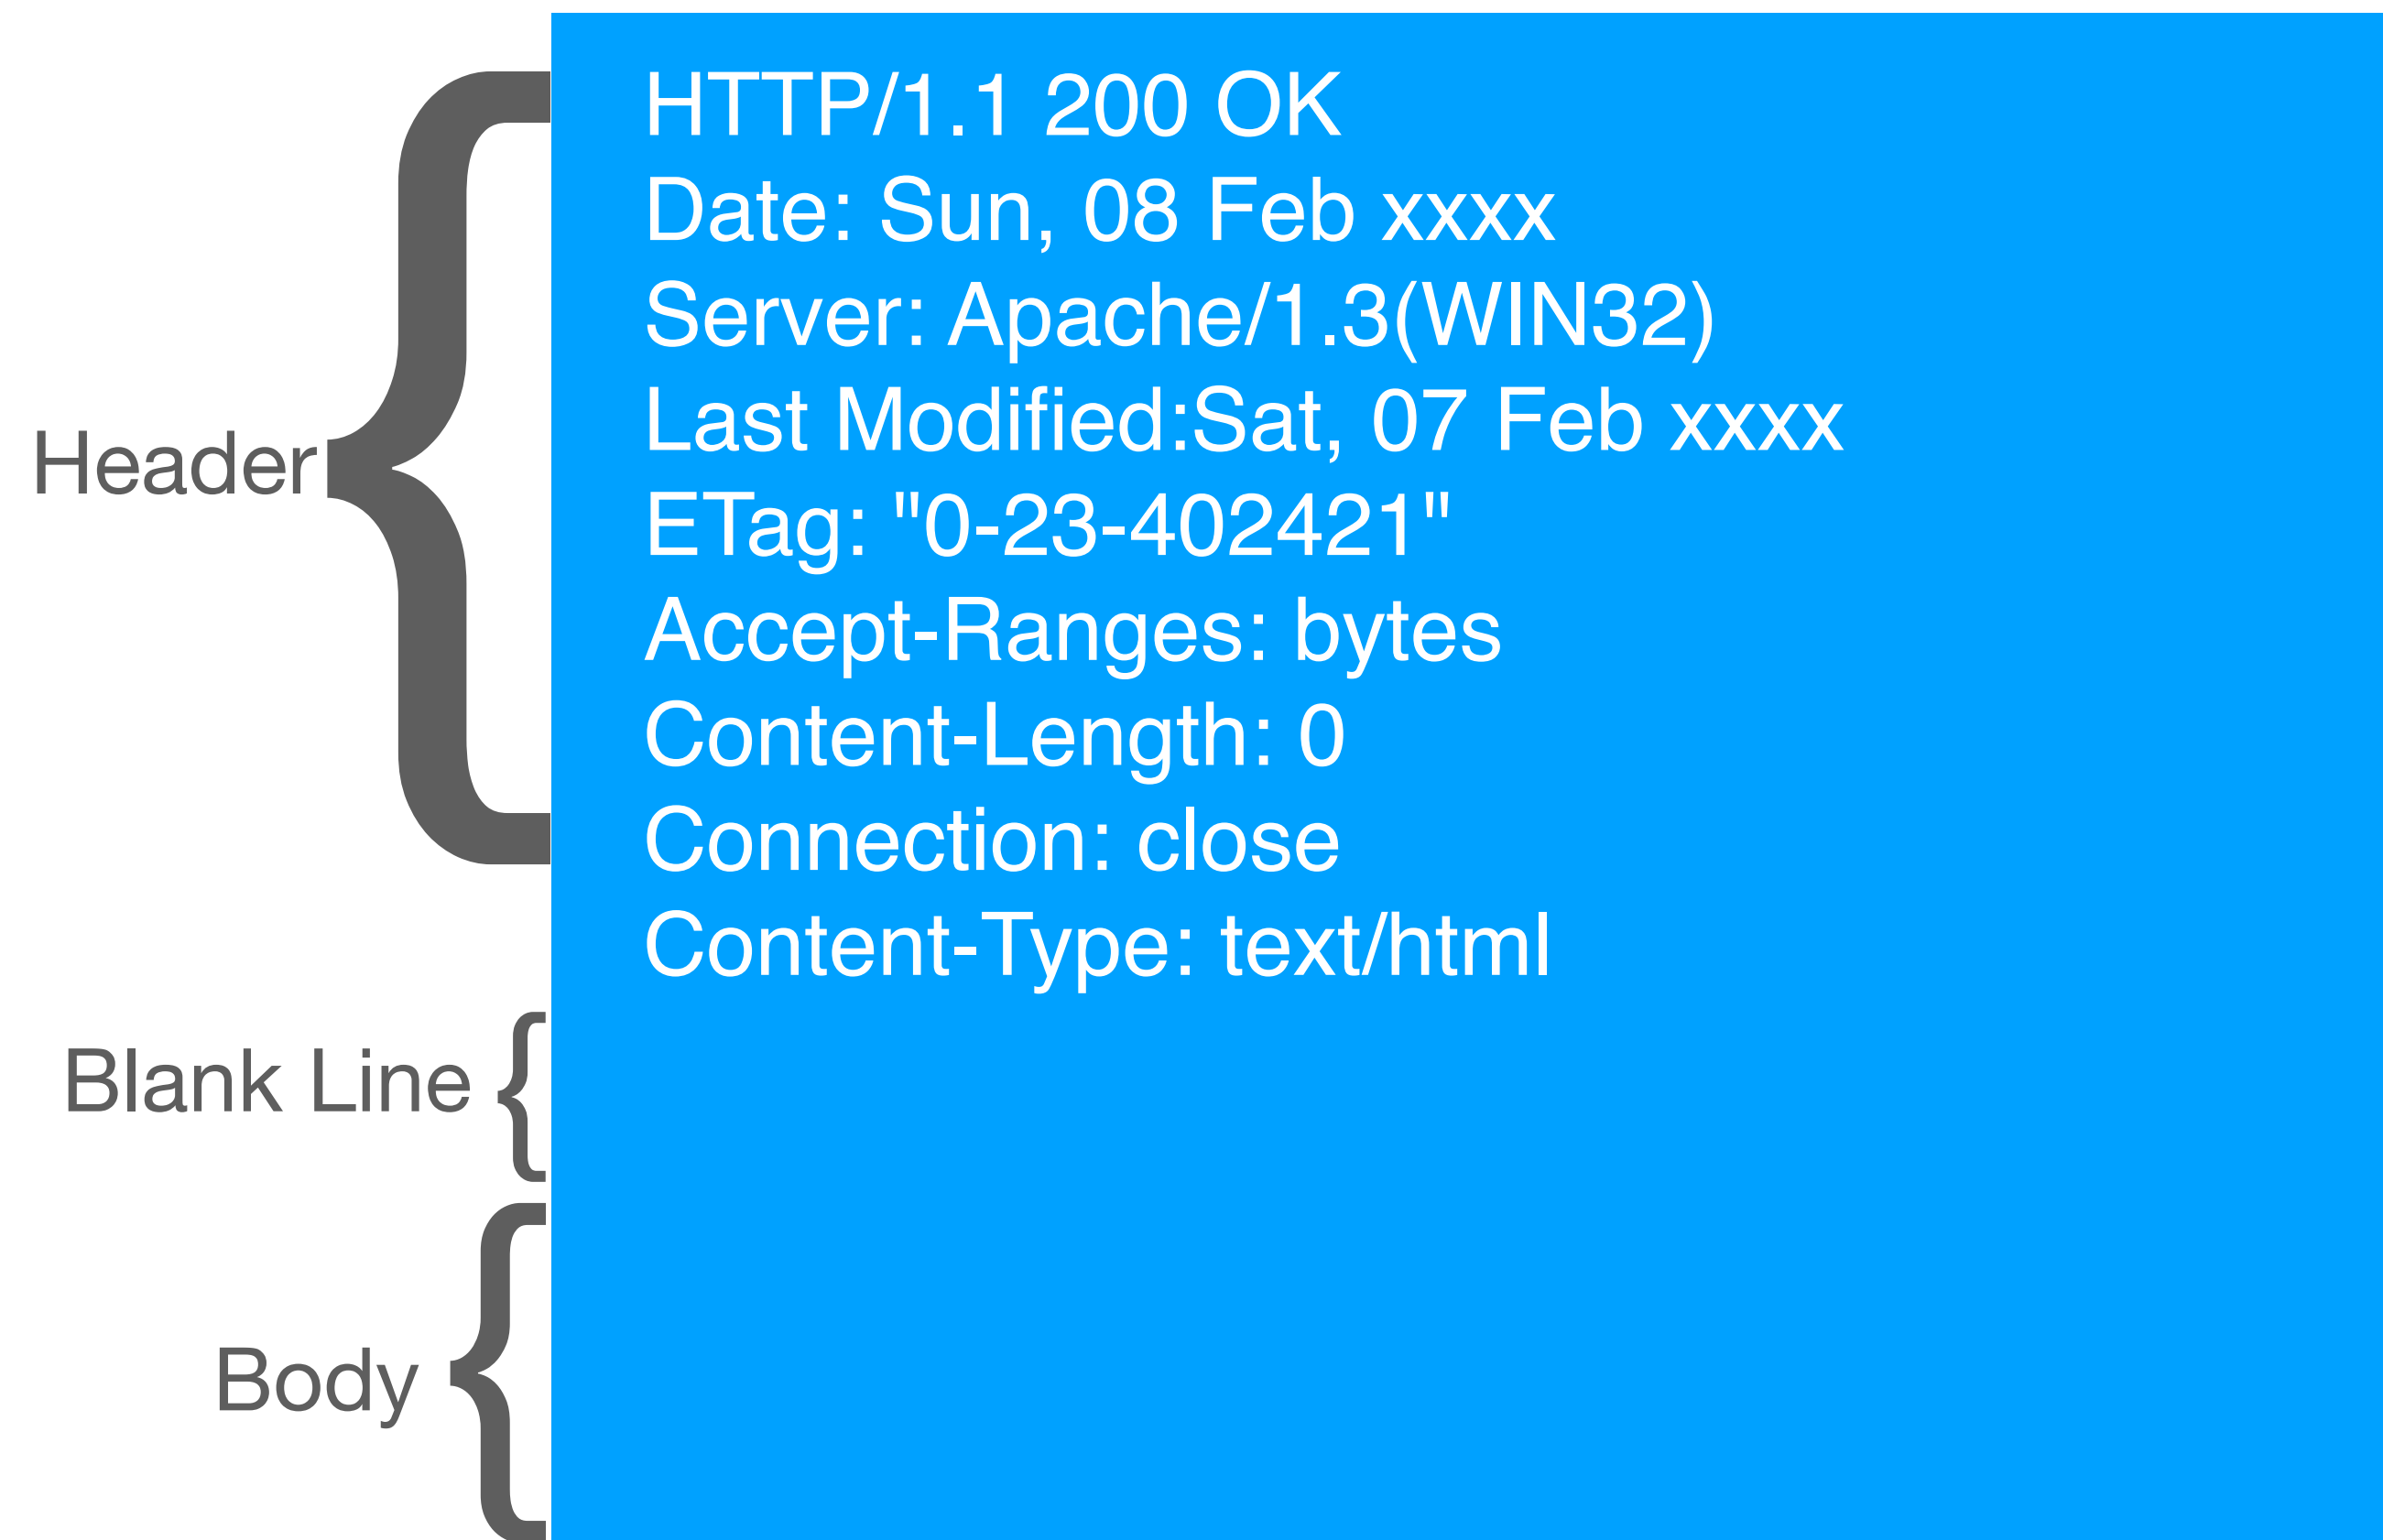 HTTP/1.1 200 OK
Date: Sun, 08 Feb xxxx
Server: Apache/1.3(WIN32)
Last Modified:Sat, 07 Feb xxxx
ETag: "0-23-402421"
Accept-Ranges: bytes
Content-Length: 0
Connection: close
Content-Type: text/html
Header
Blank Line
Body